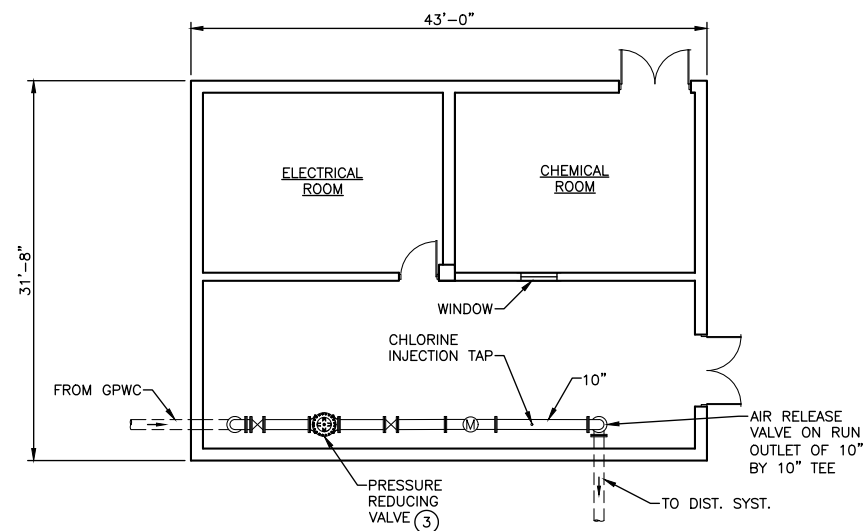 43'-0"
31'-8"
ELECTRICAL
ROOM
CHEMICAL
ROOM
WINDOW
CHLORINE
INJECTION TAP
10"
FROM GPWC
M
AIR RELEASE
VALVE ON RUN
OUTLET OF 10"
BY 10" TEE
PRESSURE
REDUCING
VALVE 3
TO DIST. SYST.